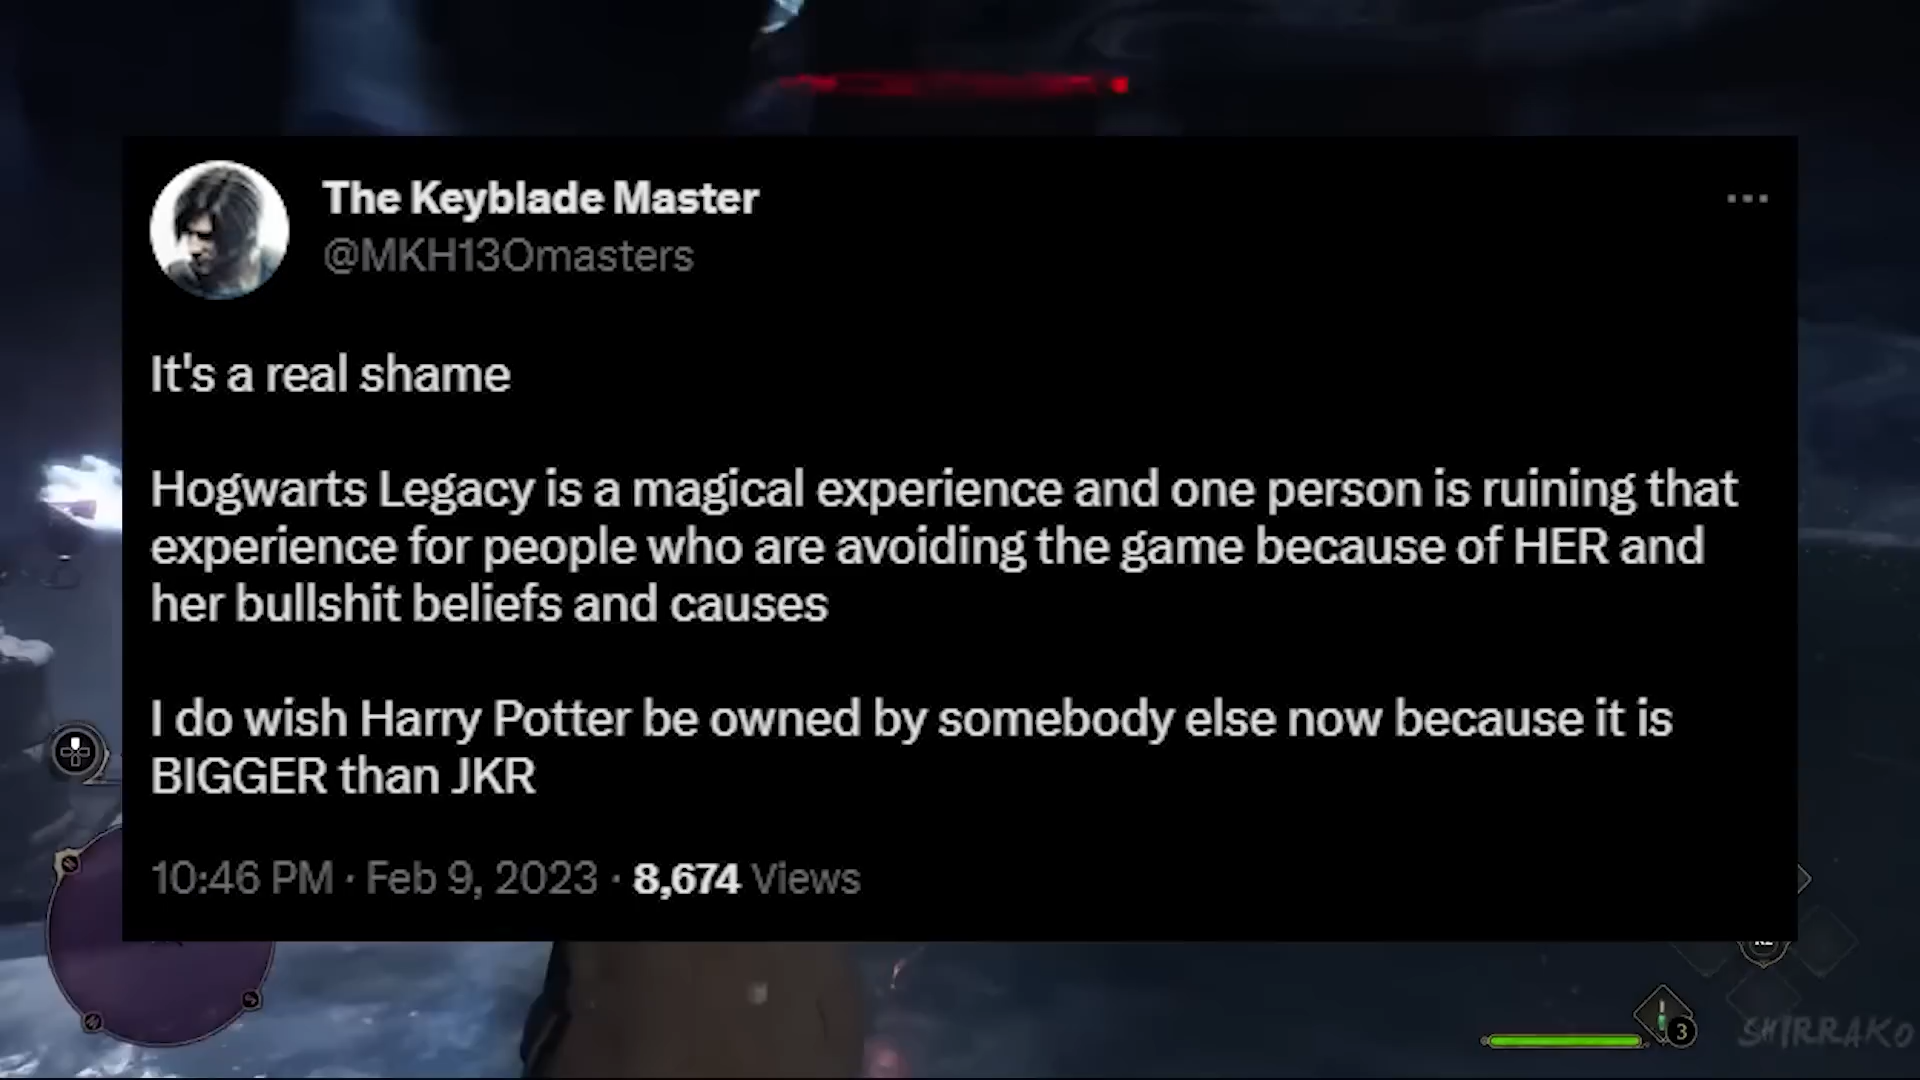 The Keyblade Master
@MKH13Omasters
It's a real shame
Hogwarts Legacy is a magical experience and one person is ruining that
experience for people who are avoiding the game because of HER and
her bullshit beliefs and causes
I do wish Harry Potter be owned by somebody else now because it is
BIGGER than JKR
10:46 PM · Feb 9, 2023 · 8,674 Views
3
SHIRRAKO